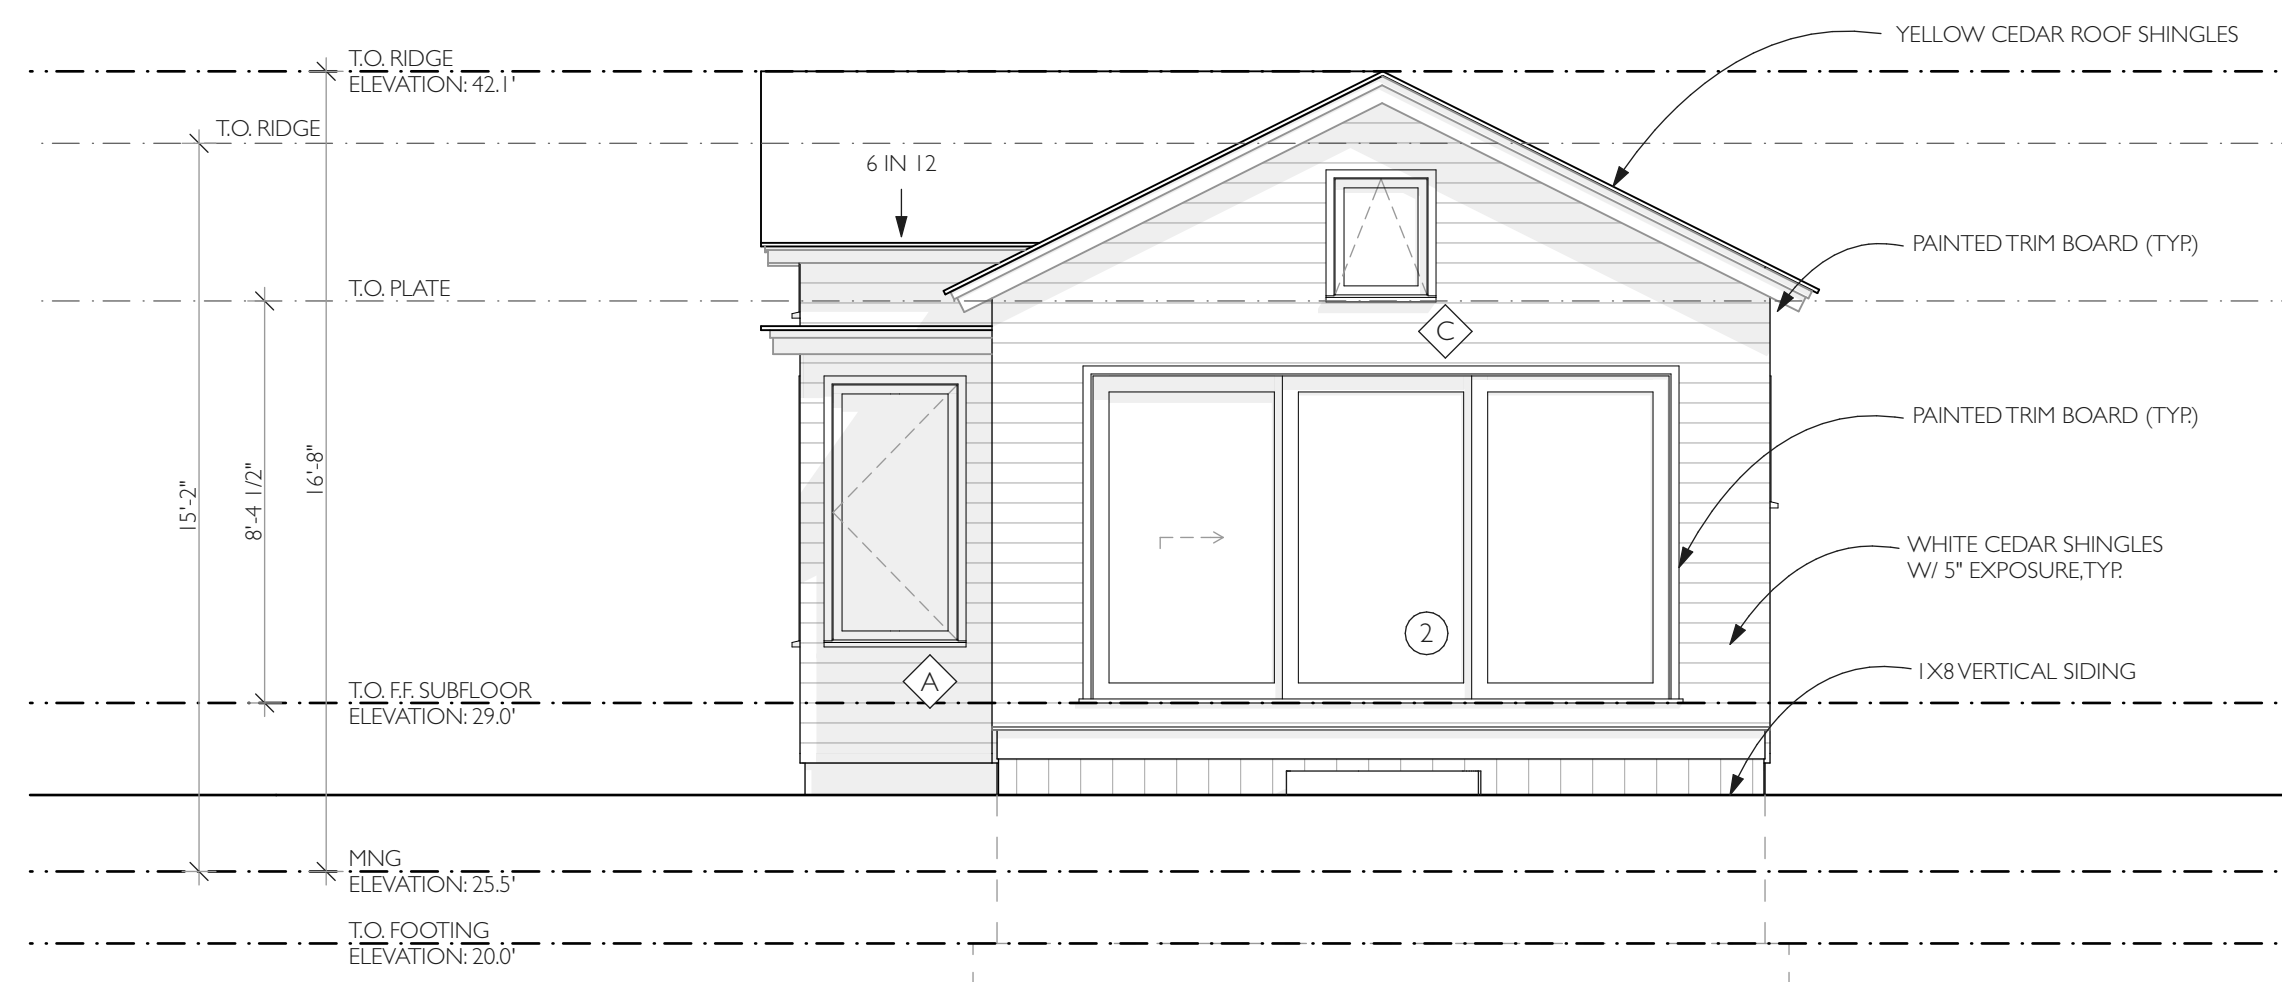 YELLOW CEDAR ROOF SHINGLES
T.O. RIDGE
ELEVATION: 42.1'
T.O. RIDGE
6 IN 12
PAINTED TRIM BOARD (TYP.)
T.O. PLATE
C
PAINTED TRIM BOARD (TYP.)
15'-2"
8'-4 1/2"
16'-8"
WHITE CEDAR SHINGLES
W/ 5" EXPOSURE, TYP.
2
1X8 VERTICAL SIDING
A
T.O. F.F. SUBFLOOR
ELEVATION: 29.0'
MNG
ELEVATION: 25.5'
T.O. FOOTING
ELEVATION: 20.0'